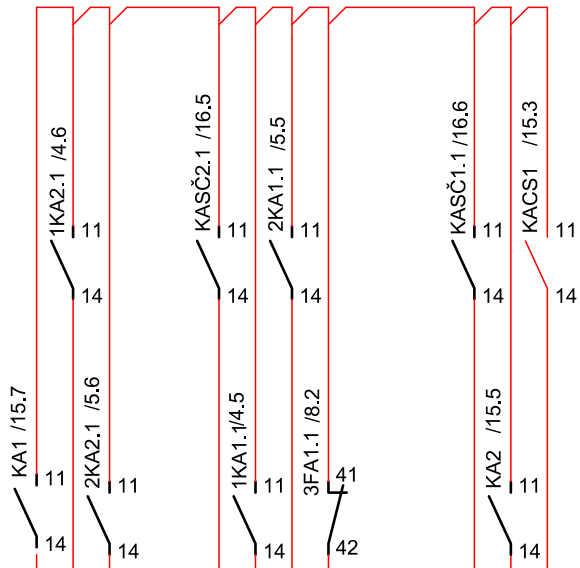 1KA2.1 /4.6
11
14
KASČ2.1 /16.5
11
14
2KA1.1 /5.5
11
14
KASČ1.1 /16.6
11
14
KACS1 /15.3
11
14
KA1 /15.7
11
14
2KA2.1 /5.6
11
14
1KA1.1/4.5
11
14
3FA1.1 /8.2
41
42
KA2 /15.5
11
14